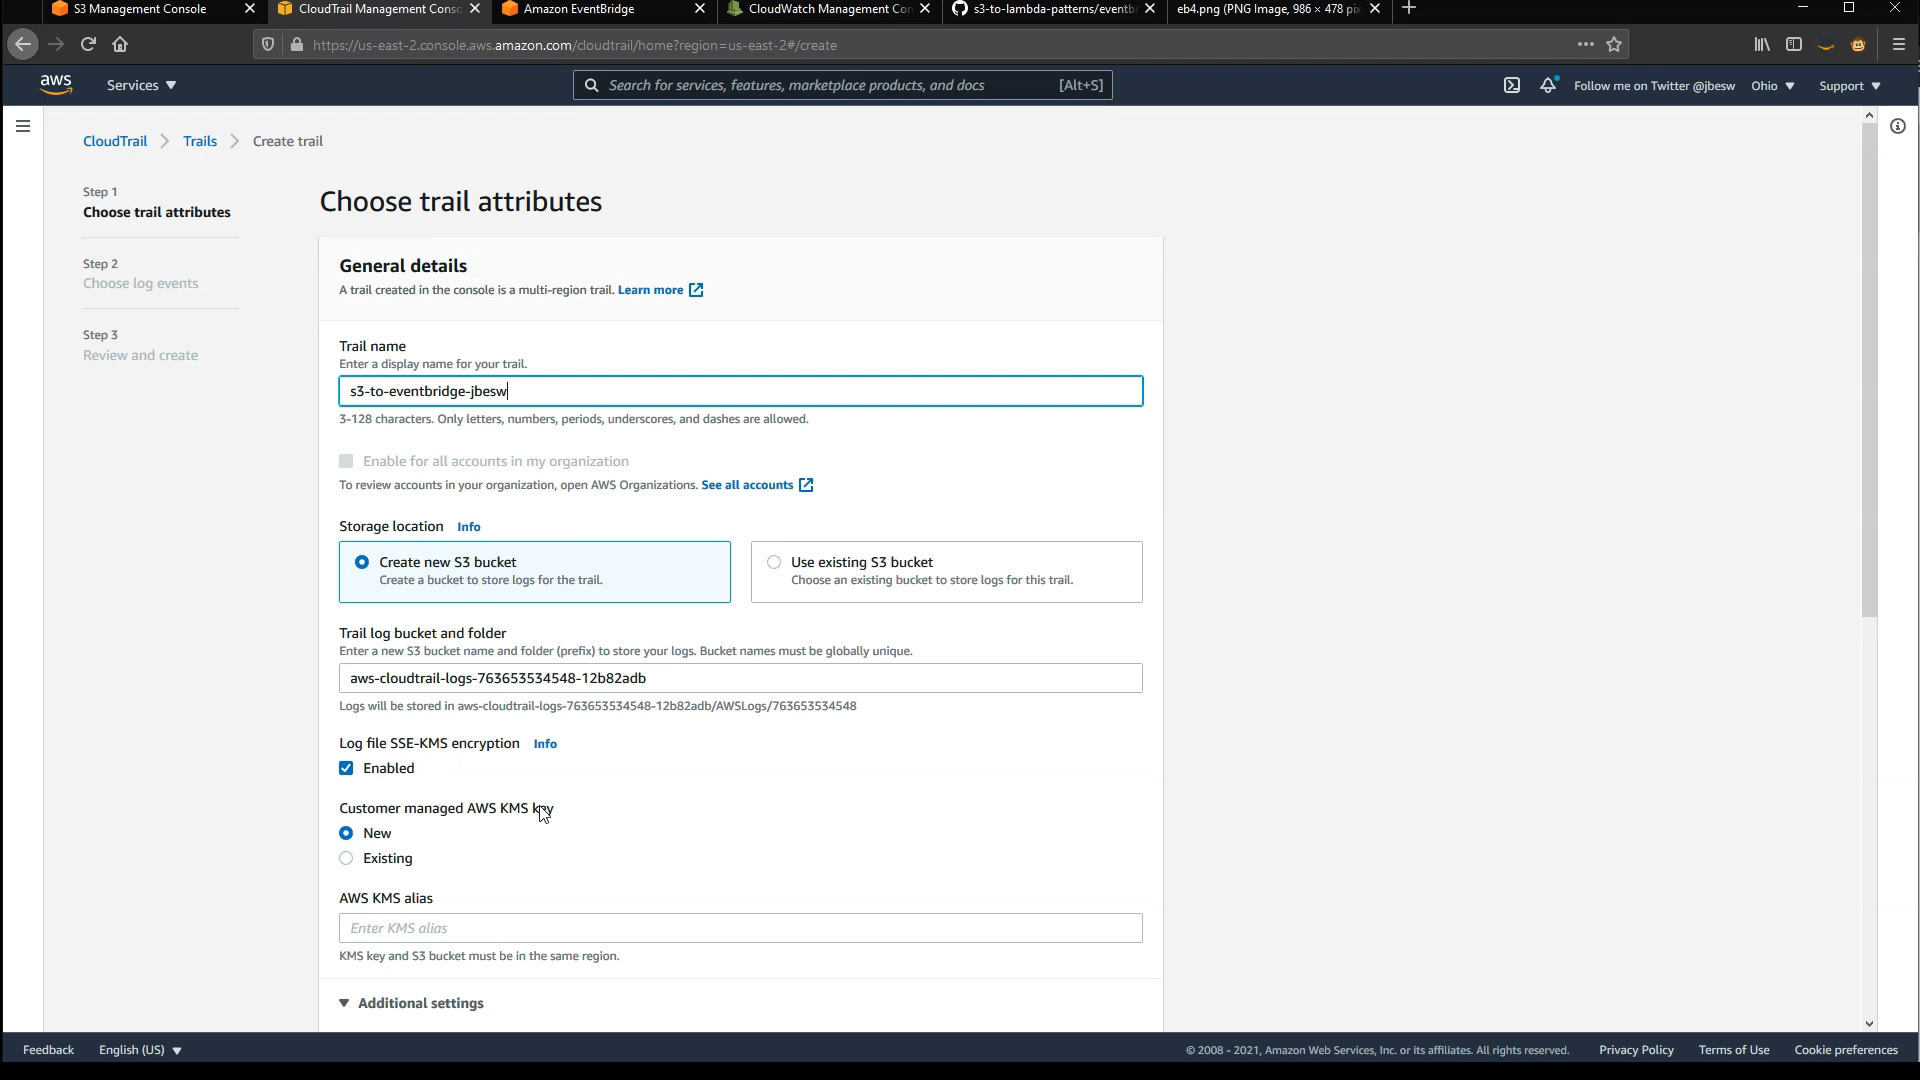 S3 Management Console
CloudTrail Management Conso
Amazon EventBridge
CloudWatch Management Con
s3-to-lambda-patterns/eventb
eb4.png (PNG Image, 986 × 478 pix
https://us-east-2.console.aws.amazon.com/cloudtrail/home?region=us-east-2#/create
aws
Services
Search for services, features, marketplace products, and docs
[Alt+S]
Follow me on Twitter @jbesw
Ohio
Support
CloudTrail
Trails
Create trail
Step 1
Choose trail attributes
Step 2
Choose log events
Step 3
Review and create
Choose trail attributes
General details
A trail created in the console is a multi-region trail. Learn more
Trail name
Enter a display name for your trail.
s3-to-eventbridge-jbesw
3-128 characters. Only letters, numbers, periods, underscores, and dashes are allowed.
Enable for all accounts in my organization
To review accounts in your organization, open AWS Organizations. See all accounts
Storage location Info
Create new S3 bucket
Create a bucket to store logs for the trail.
Use existing S3 bucket
Choose an existing bucket to store logs for this trail.
Trail log bucket and folder
Enter a new S3 bucket name and folder (prefix) to store your logs. Bucket names must be globally unique.
aws-cloudtrail-logs-763653534548-12b82adb
Logs will be stored in aws-cloudtrail-logs-763653534548-12b82adb/AWSLogs/763653534548
Log file SSE-KMS encryption Info
Enabled
Customer managed AWS KMS key
New
Existing
AWS KMS alias
Enter KMS alias
KMS key and S3 bucket must be in the same region.
Additional settings
Feedback
English (US)
© 2008 - 2021, Amazon Web Services, Inc. or its affiliates. All rights reserved.
Privacy Policy
Terms of Use
Cookie preferences